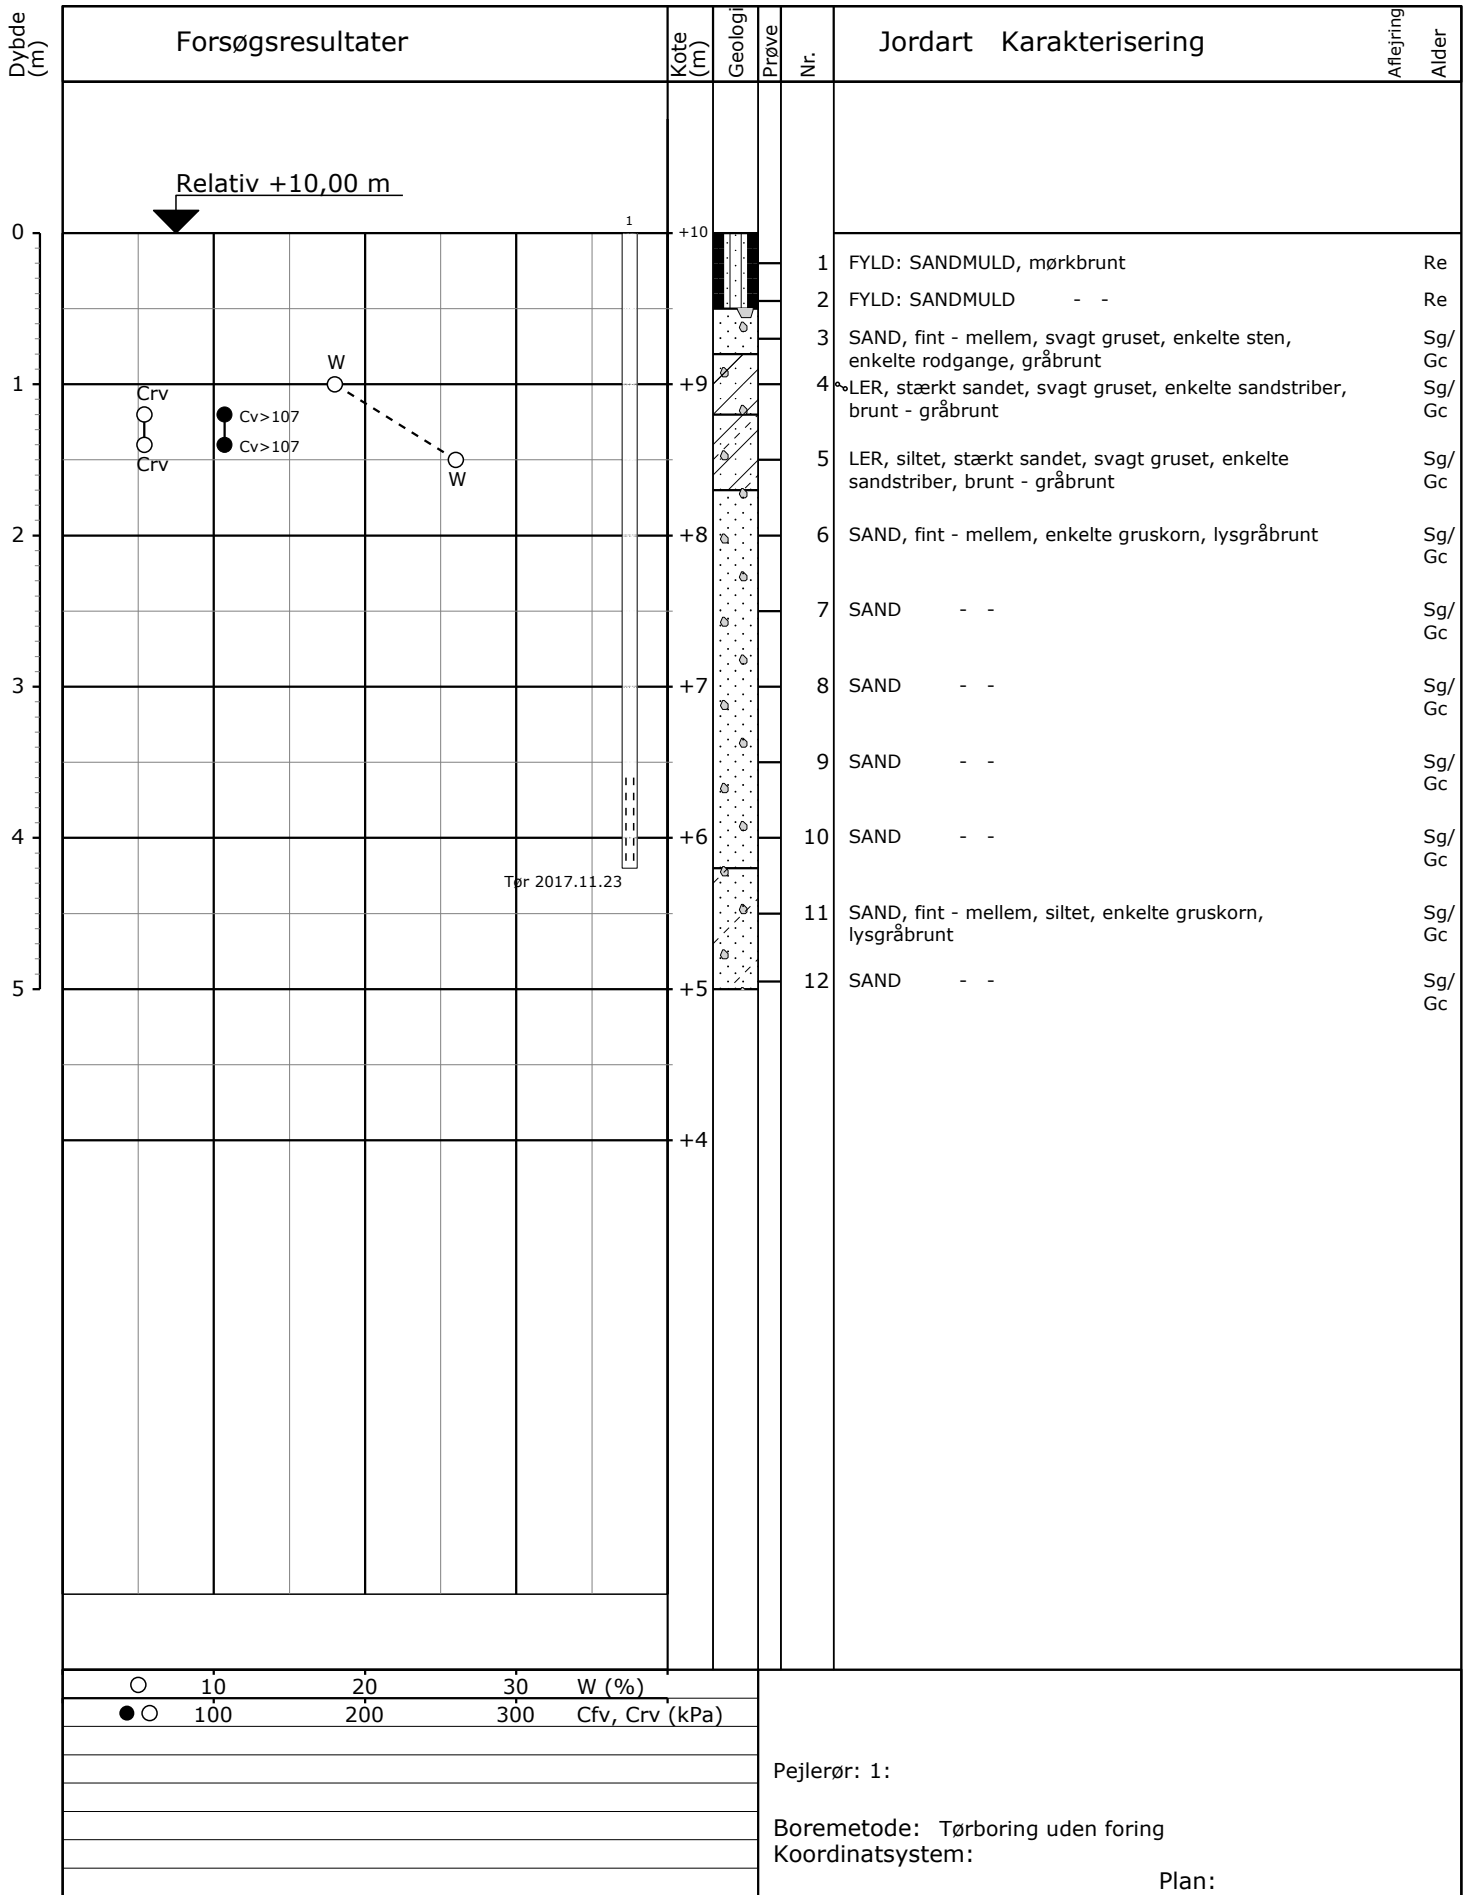 Dybde (m)
Forsøgsresultater
Kote (m)
Geologi
Prøve
Nr.
Jordart Karakterisering
Aflejring
Alder
Relativ +10,00 m
1
0
+10
1 FYLD: SANDMULD, mørkbrunt Re
2 FYLD: SANDMULD - - Re
3 SAND, fint - mellem, svagt gruset, enkelte sten, Sg/
enkelte rodgange, gråbrunt Gc
W
1
+9
4 LER, stærkt sandet, svagt gruset, enkelte sandstriber, Sg/
brunt - gråbrunt Gc
Crv
Cv>107
Cv>107
Crv
W
5 LER, siltet, stærkt sandet, svagt gruset, enkelte Sg/
sandstriber, brunt - gråbrunt Gc
2
+8
6 SAND, fint - mellem, enkelte gruskorn, lysgråbrunt Sg/
Gc
7 SAND - - Sg/
Gc
3
+7
8 SAND - - Sg/
Gc
9 SAND - - Sg/
Gc
4
+6
10 SAND - - Sg/
Gc
Tør 2017.11.23
11 SAND, fint - mellem, siltet, enkelte gruskorn, Sg/
lysgråbrunt Gc
5
+5
12 SAND - - Sg/
Gc
+4
10 20 30 W (%)
100 200 300 Cfv, Crv (kPa)
Pejlerør: 1:
Boremetode: Tørboring uden foring
Koordinatsystem:
Plan: